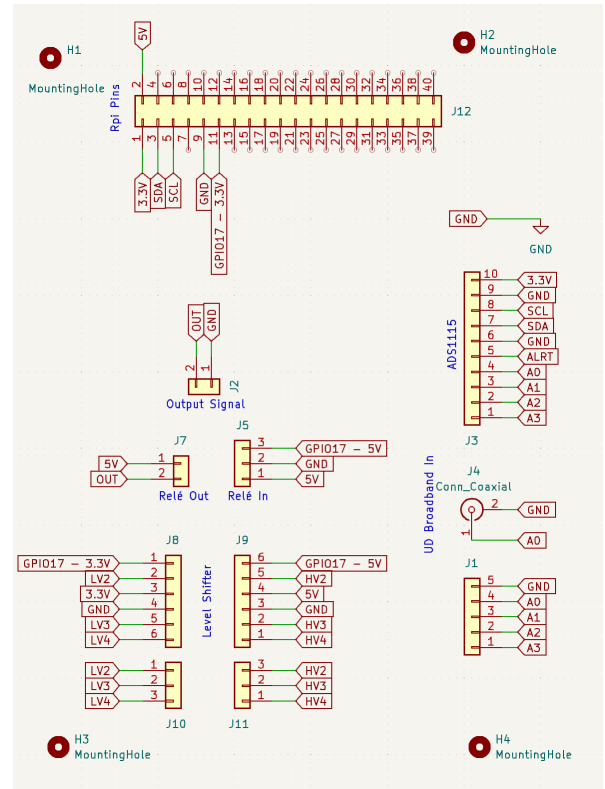 5V
H1
MountingHole
H2
MountingHole
Rpi Pins
2 4 6 8 10 12 14 16 18 20 22 24 26 28 30 32 34 36 38 40
J12
1 3 5 7 9 11 13 15 17 19 21 23 25 27 29 31 33 35 37 39
3.3V
SDA
SCL
GND
GPIO17 - 3.3V
GND
GND
ADS1115
10 3.3V
9 GND
8 SCL
7 SDA
6 GND
5 ALRT
4 A0
3 A1
2 A2
1 A3
J3
OUT
GND
2 1
J2
Output Signal
J7
5V 1
OUT 2
Relé Out
J5
3 GPIO17 - 5V
2 GND
1 5V
Relé In
UD Broadband In
J4
Conn_Coaxial
2 GND
1 A0
J8
GPIO17 - 3.3V 1
LV2 2
3.3V 3
GND 4
LV3 5
LV4 6
Level Shifter
J9
6 GPIO17 - 5V
5 HV2
4 5V
3 GND
2 HV3
1 HV4
J1
5 GND
4 A0
3 A1
2 A2
1 A3
LV2 1
LV3 2
LV4 3
J10
3 HV2
2 HV3
1 HV4
J11
H3
MountingHole
H4
MountingHole